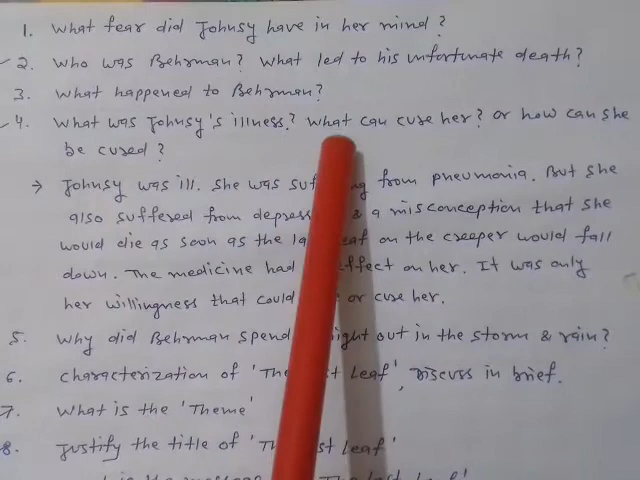 1. What fear did Johnsy have in her mind?
2. Who was Behrman? What led to his unfortunate death?
3. What happened to Behrman?
4. What was Johnsy's illness? What can cure her? or how can she
be cured?
→ Johnsy was ill. She was suf ng from pneumonia. But she
also suffered from depress & a misconception that she
would die as soon as the la eaf on the creeper would fall
down. The medicine had effect on her. It was only
her willingness that could or cure her.
5. Why did Behrman spend ight out in the storm & rain?
6. Characterization of 'The st Leaf', Discuss in brief.
7. What is the 'Theme'
8. Justify the title of 'Th st Leaf'